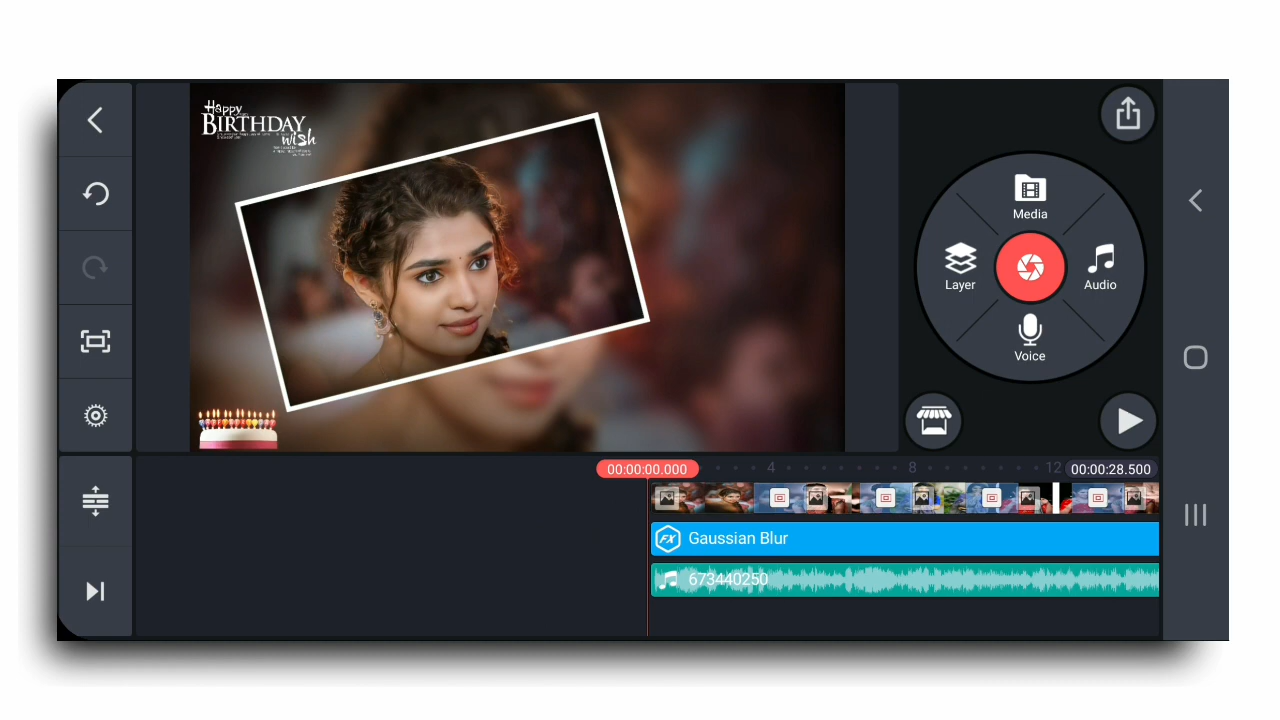 Happy
BIRTHDAY
wish
Media
Layer
Audio
Voice
00:00:00.000
4
8
12
00:00:28.500
FX
Gaussian Blur
673440250